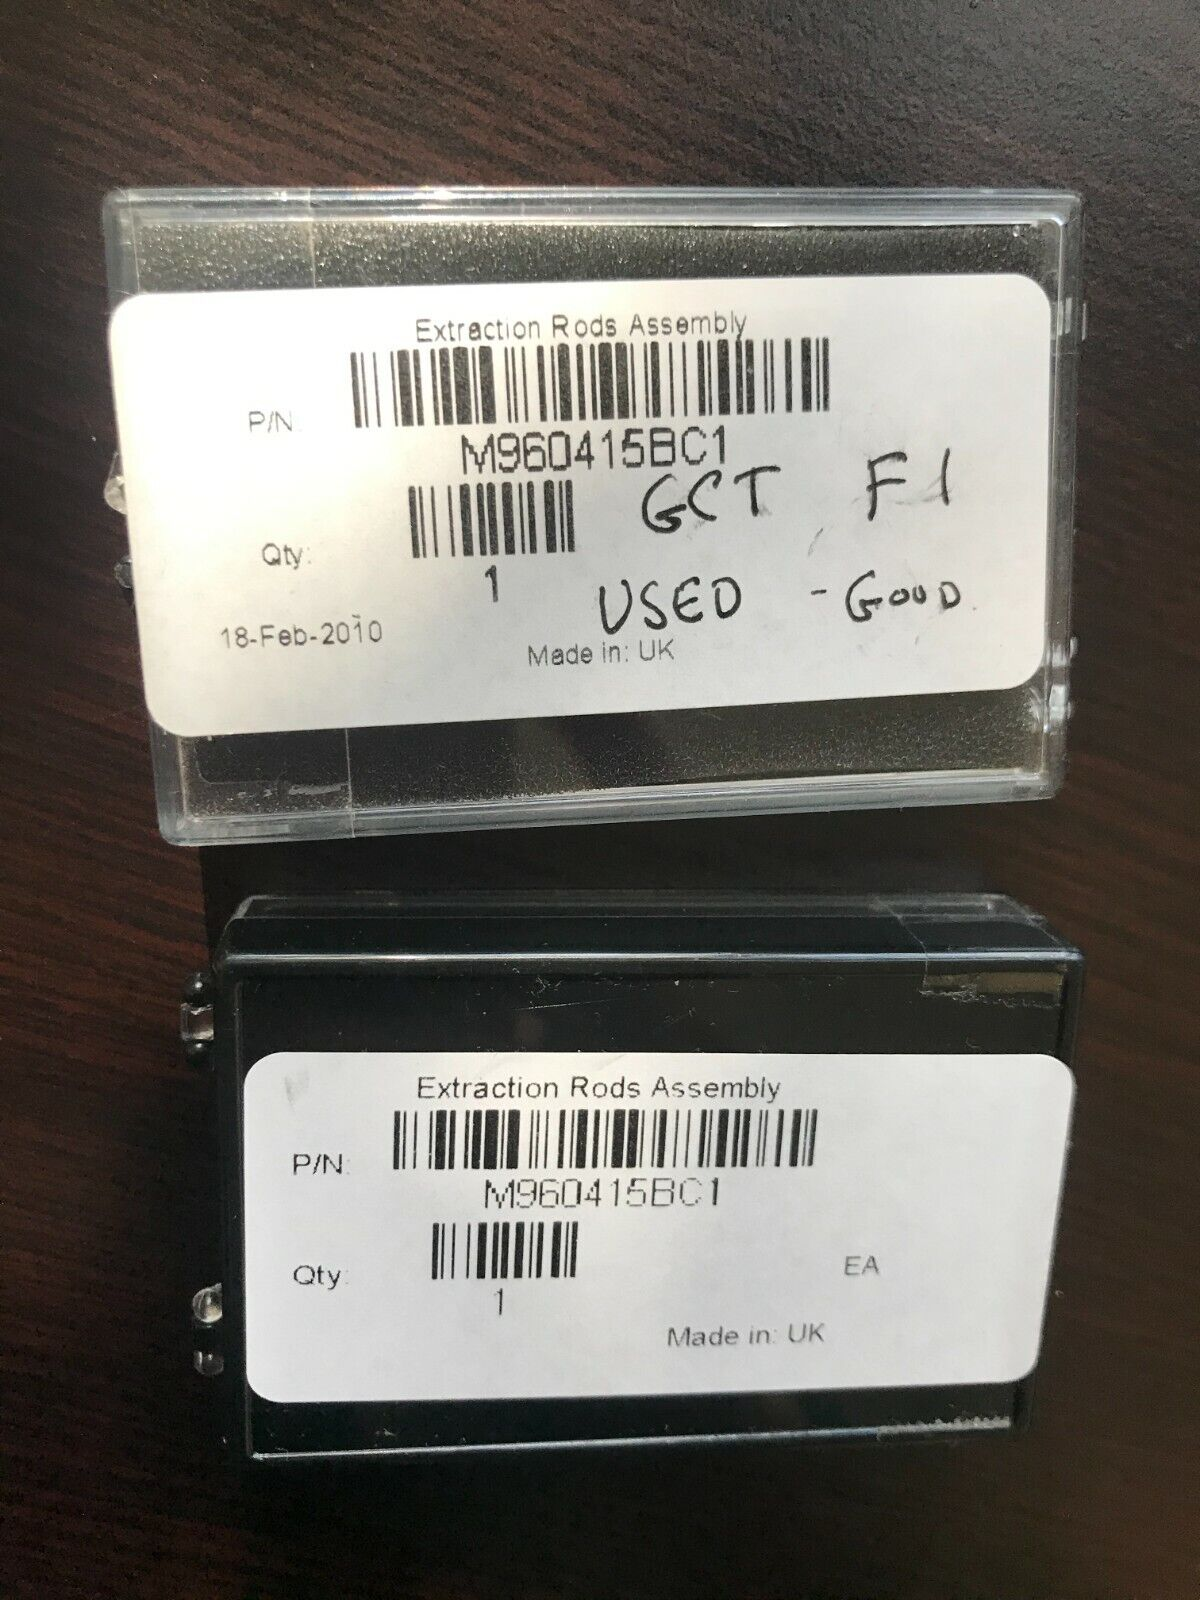 Extraction Rods Assembly
P/N:
M960415BC1
GCT F1
Qty:
1
USED - GOOD
18-Feb-2010
Made in: UK
Extraction Rods Assembly
P/N:
M960415BC1
Qty:
EA
1
Made in: UK